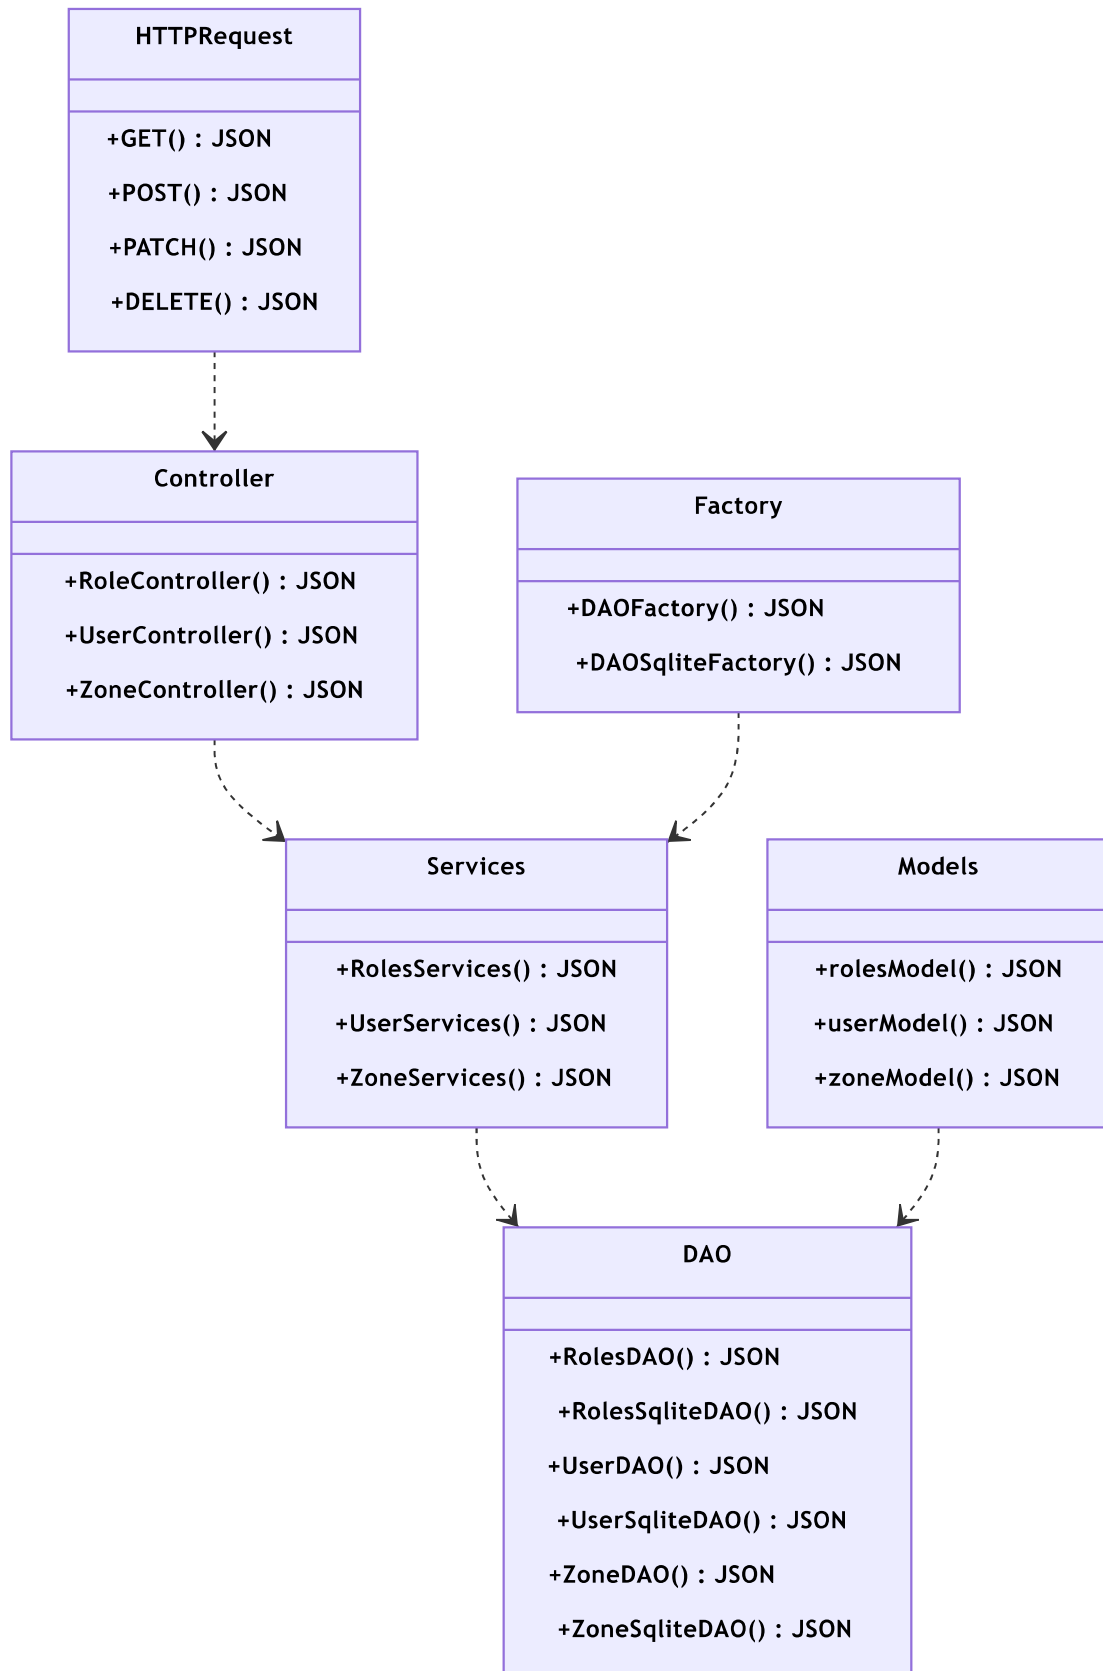 HTTPRequest
+GET() : JSON
+POST() : JSON
+PATCH() : JSON
+DELETE() : JSON
Controller
+RoleController() : JSON
+UserController() : JSON
+ZoneController() : JSON
Factory
+DAOFactory() : JSON
+DAOSqliteFactory() : JSON
Services
+RolesServices() : JSON
+UserServices() : JSON
+ZoneServices() : JSON
Models
+rolesModel() : JSON
+userModel() : JSON
+zoneModel() : JSON
DAO
+RolesDAO() : JSON
+RolesSqliteDAO() : JSON
+UserDAO() : JSON
+UserSqliteDAO() : JSON
+ZoneDAO() : JSON
+ZoneSqliteDAO() : JSON